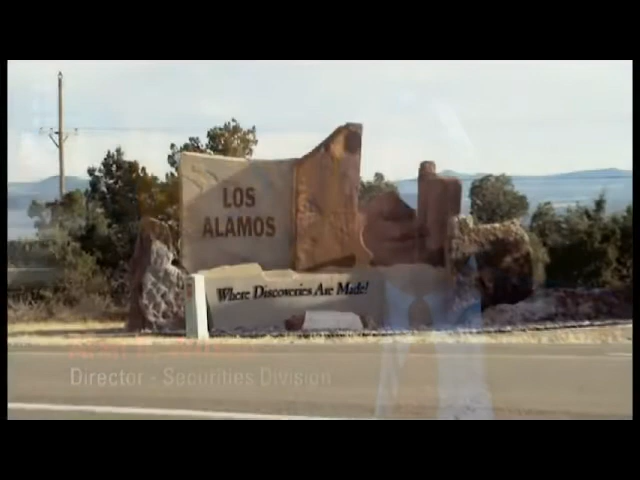 LOS
ALAMOS
Where Discoveries Are Made!
Director - Securities Division